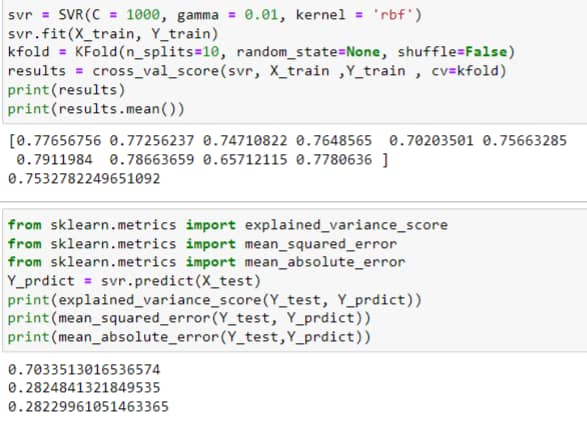 svr = SVR(C = 1000, gamma = 0.01, kernel = 'rbf')
svr.fit(X_train, Y_train)
kfold = KFold(n_splits=10, random_state=None, shuffle=False)
results = cross_val_score(svr, X_train ,Y_train , cv=kfold)
print(results)
print(results.mean())
[0.77656756 0.77256237 0.74710822 0.7648565  0.70203501 0.75663285
 0.7911984  0.78663659 0.65712115 0.7780636 ]
0.7532782249651092
from sklearn.metrics import explained_variance_score
from sklearn.metrics import mean_squared_error
from sklearn.metrics import mean_absolute_error
Y_prdict = svr.predict(X_test)
print(explained_variance_score(Y_test, Y_prdict))
print(mean_squared_error(Y_test, Y_prdict))
print(mean_absolute_error(Y_test,Y_prdict))
0.7033513016536574
0.2824841321849535
0.28229961051463365